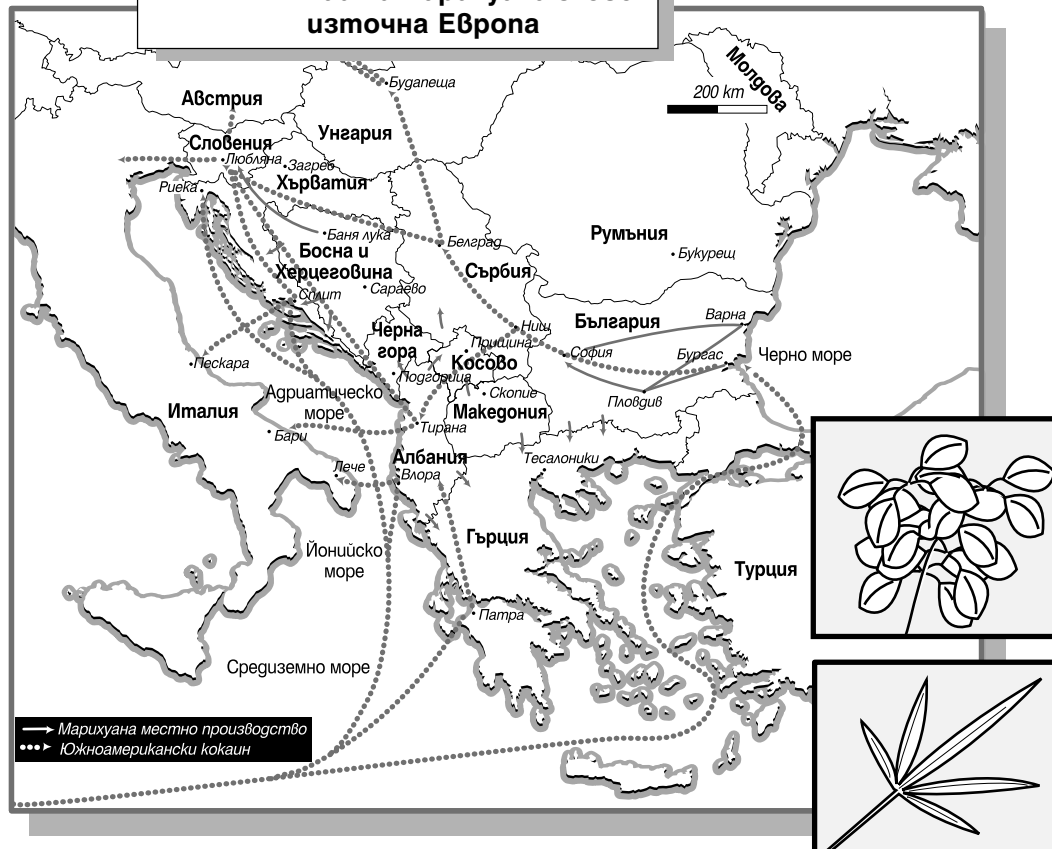 източна Европа
Будапеща
Молдова
200 km
Австрия
Унгария
Словения
Любляна
Загреб
Хърватия
Риека
Баня лука
Белград
Румъния
Букурещ
Босна и
Херцеговина
Сърбия
Сараево
Сплит
Варна
Ниш
България
Черна
гора
Прищина
София
Бургас
Черно море
Косово
Пескара
Подгорица
Скопие
Пловдив
Адриатическо
море
Италия
Македония
Тирана
Бари
Албания
Тесалоники
Лече
Влора
Гърция
Йонийско
море
Турция
Патра
Средиземно море
Марихуана местно производство
Южноамерикански кокаин